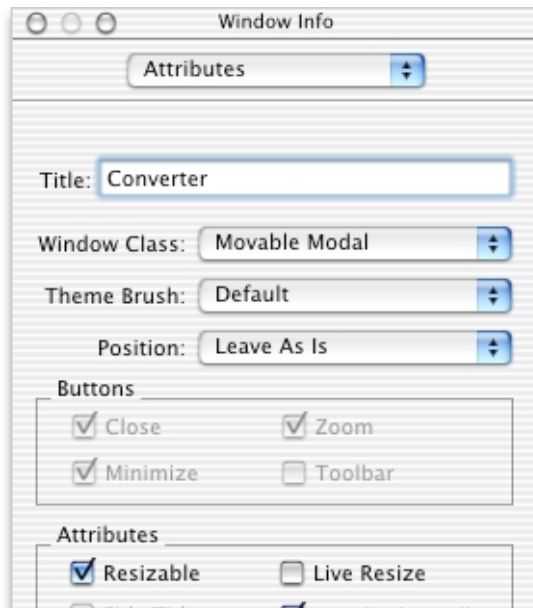 Window Info
Attributes
Title: Converter
Window Class: Movable Modal
Theme Brush: Default
Position: Leave As Is
Buttons
Close Zoom
Minimize Toolbar
Attributes
Resizable Live Resize